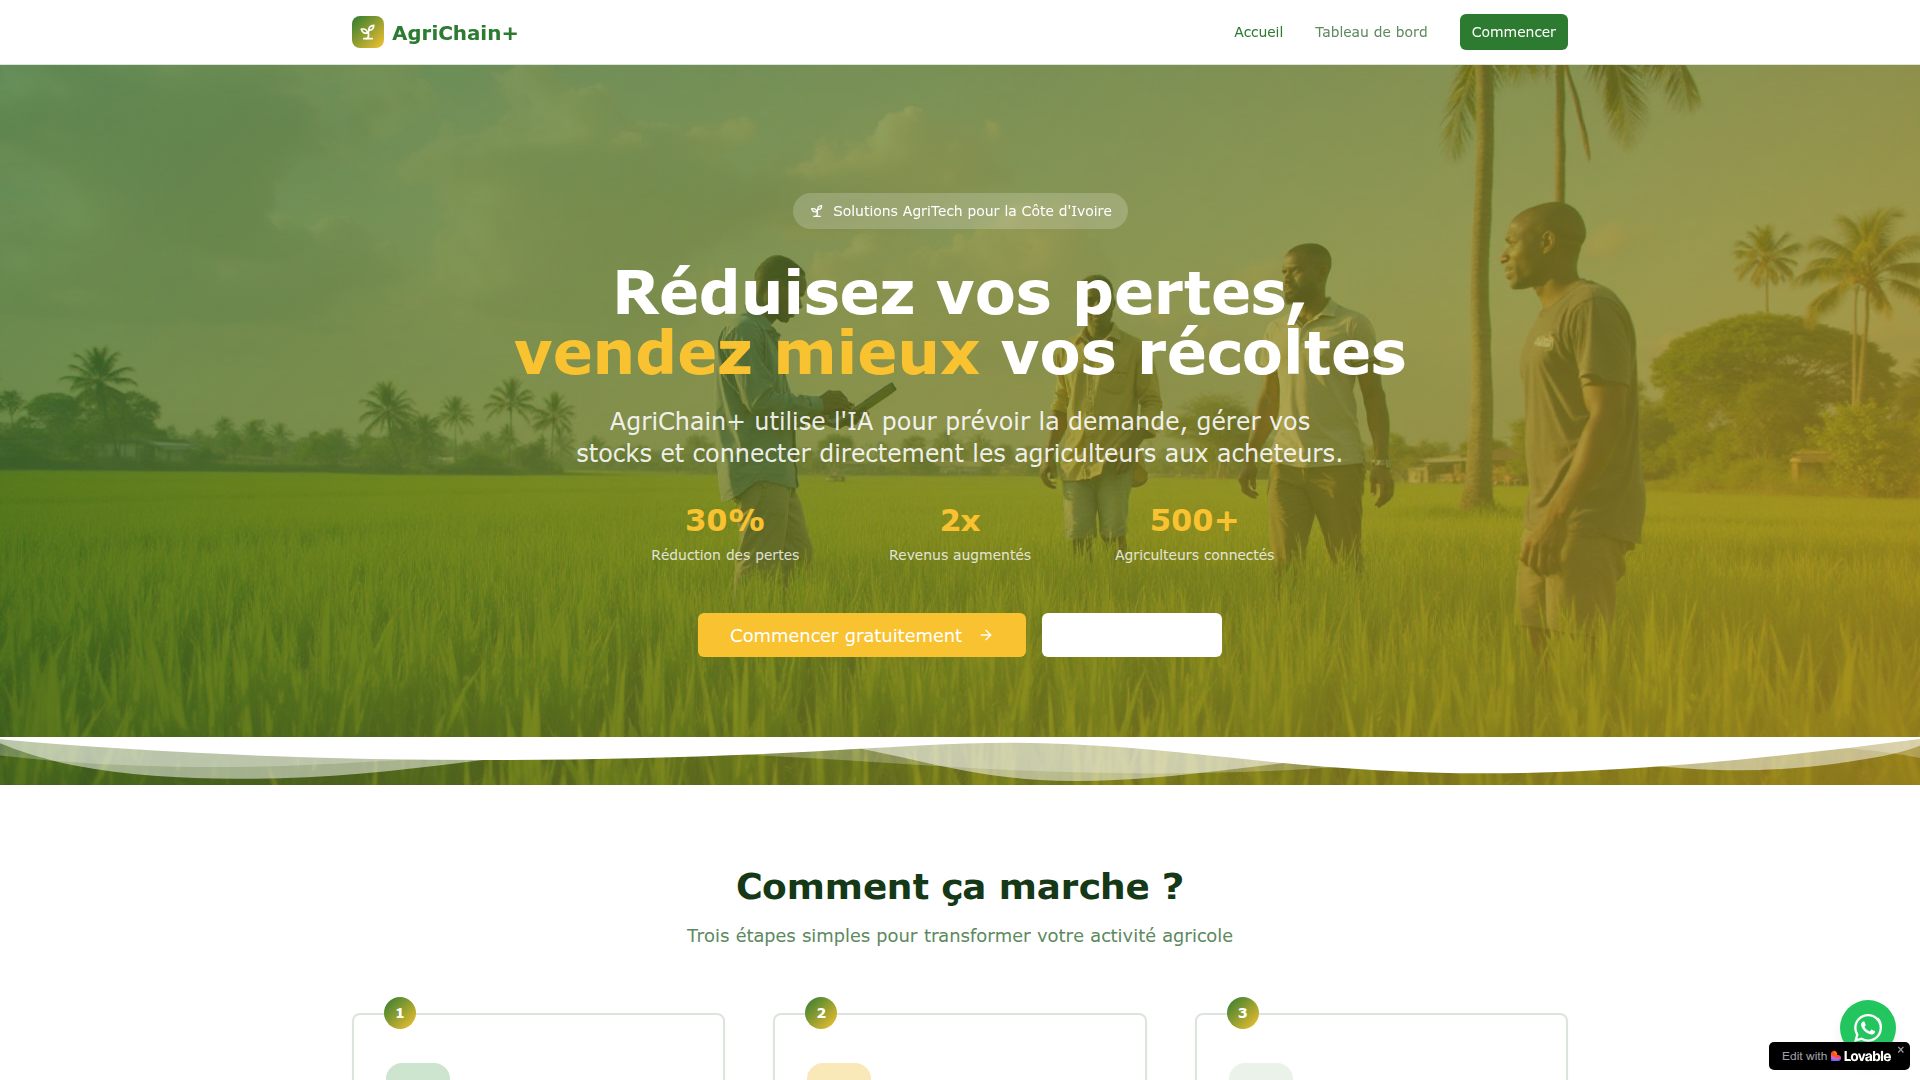 AgriChain+
Accueil
Tableau de bord
Commencer
Solutions AgriTech pour la Côte d'Ivoire
Réduisez vos pertes,
vendez mieux vos récoltes
AgriChain+ utilise l'IA pour prévoir la demande, gérer vos
stocks et connecter directement les agriculteurs aux acheteurs.
30%
Réduction des pertes
2x
Revenus augmentés
500+
Agriculteurs connectés
Commencer gratuitement →
Comment ça marche ?
Trois étapes simples pour transformer votre activité agricole
1
2
3
Edit with Lovable ×